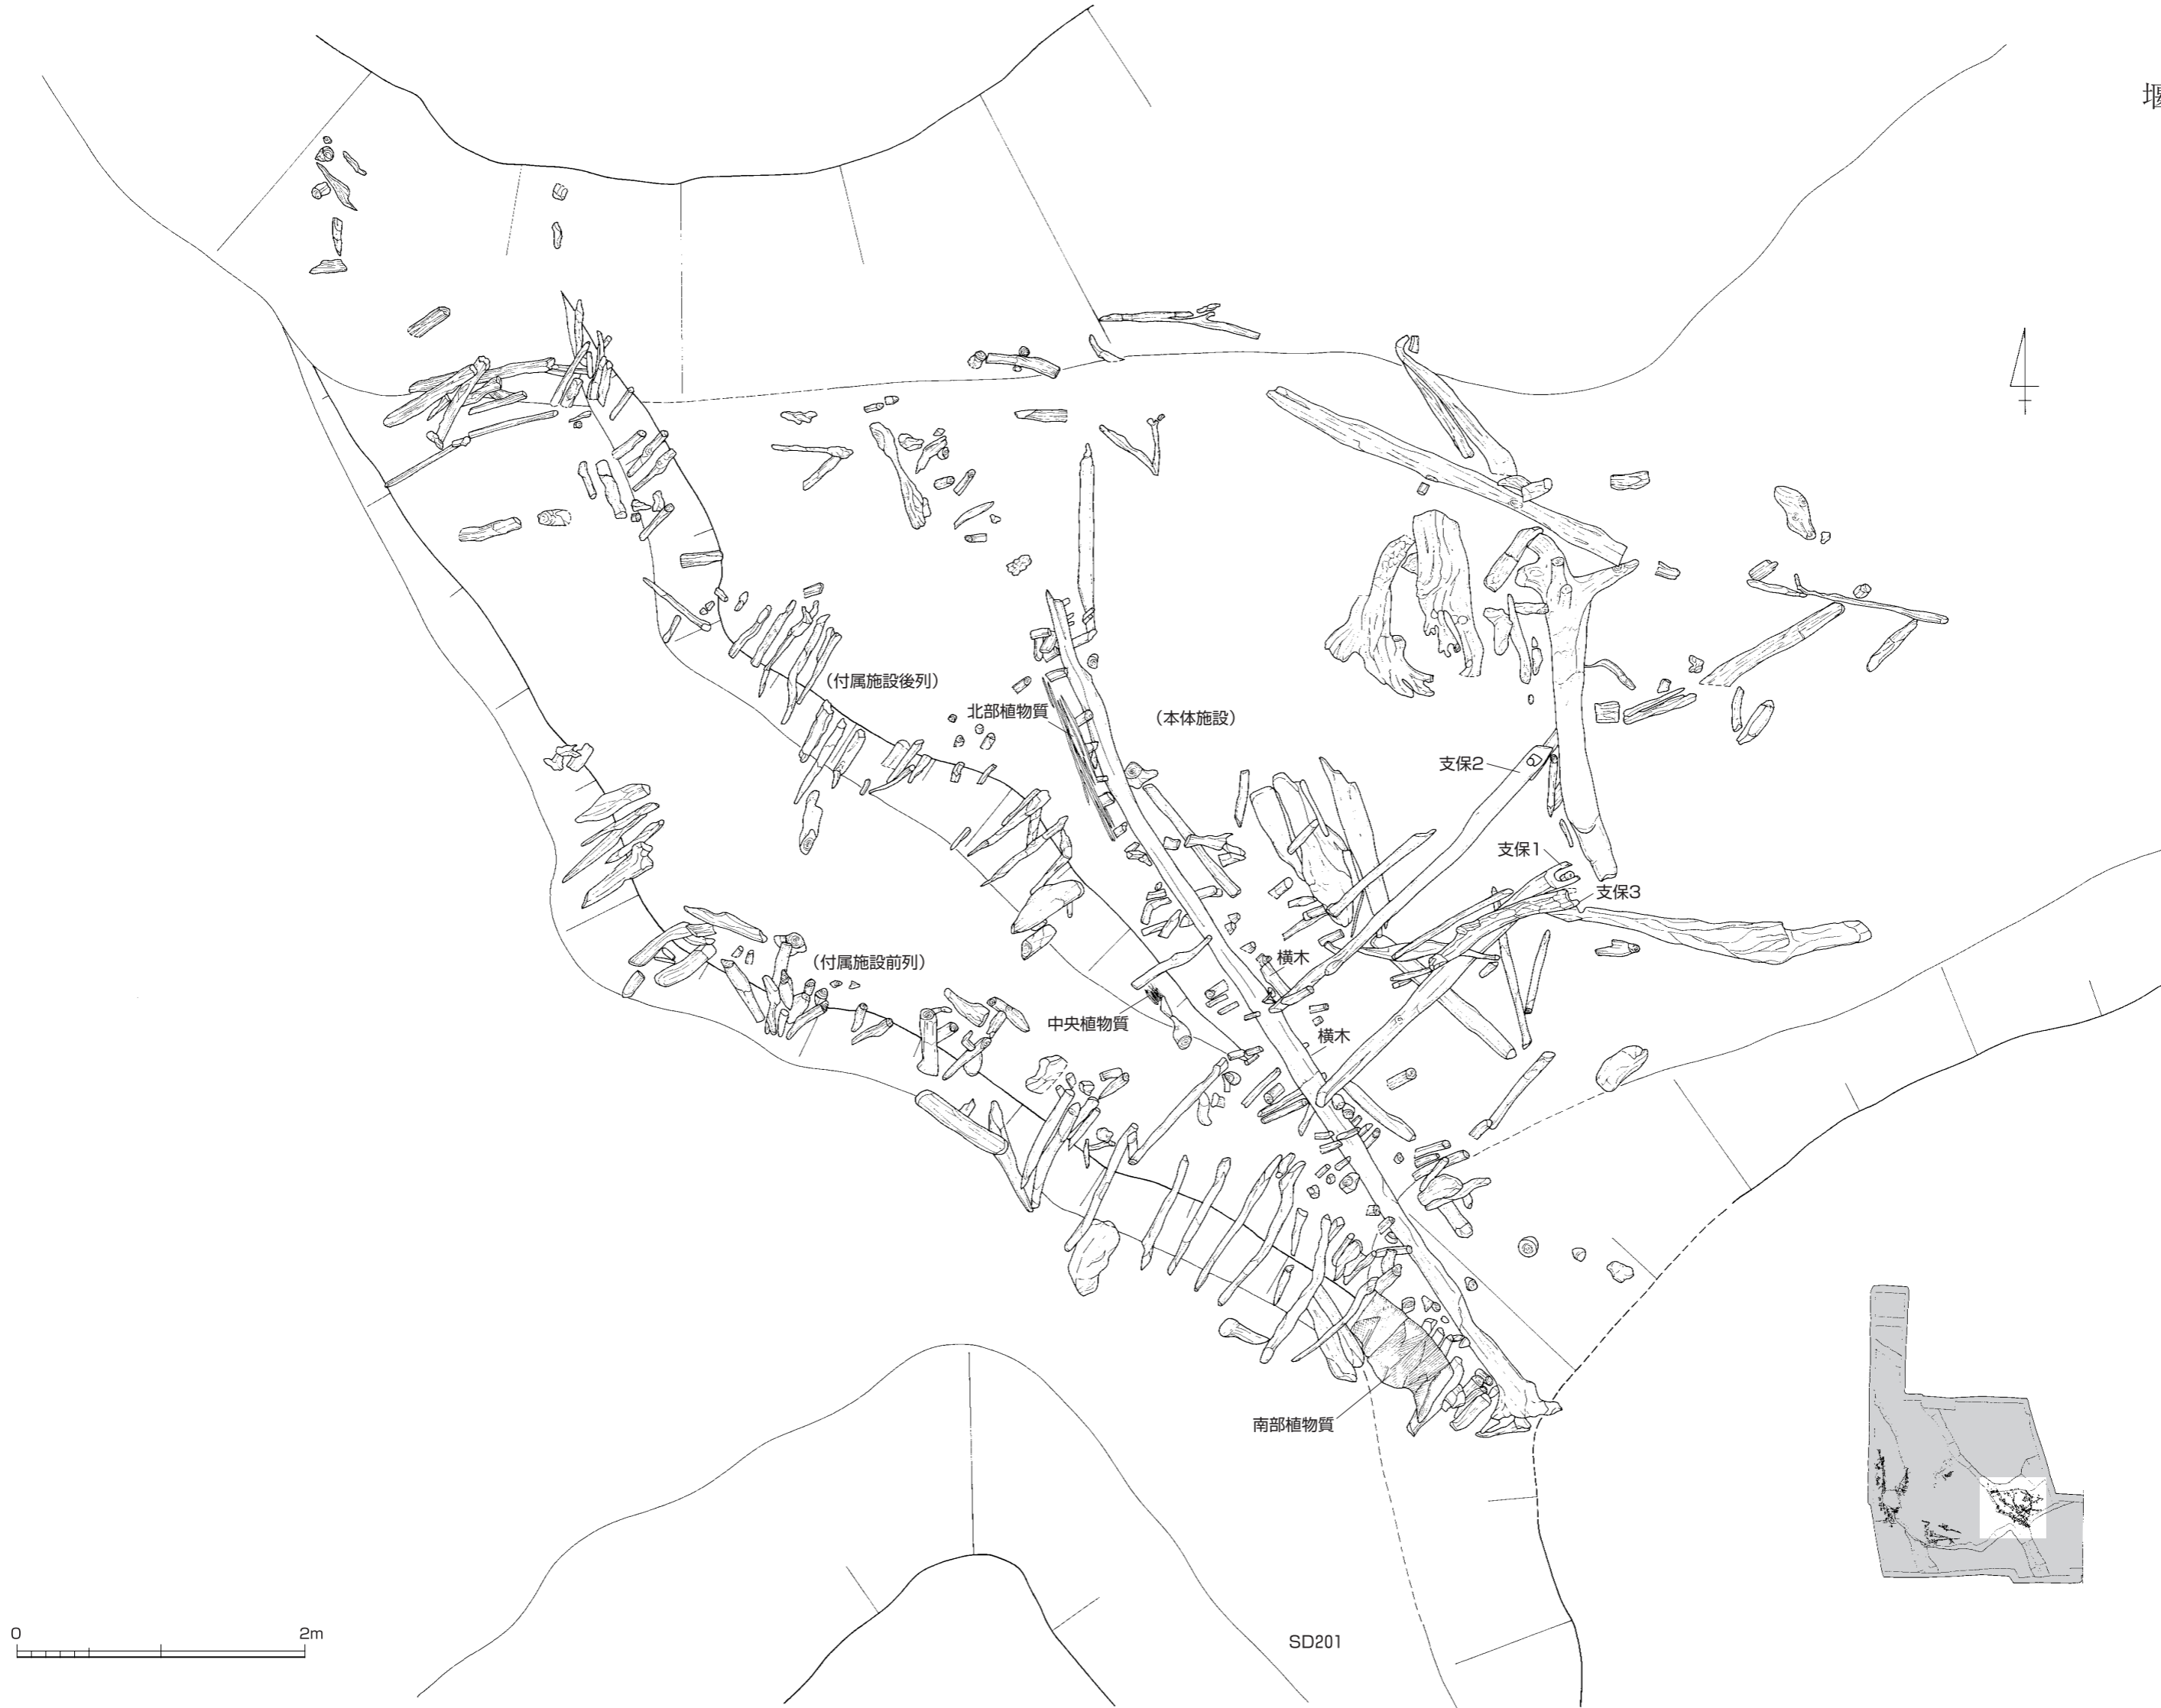 堰
（付属施設後列）
北部植物質
（本体施設）
支保2
支保1
支保3
（付属施設前列）
横木
中央植物質
横木
南部植物質
0 2m
SD201